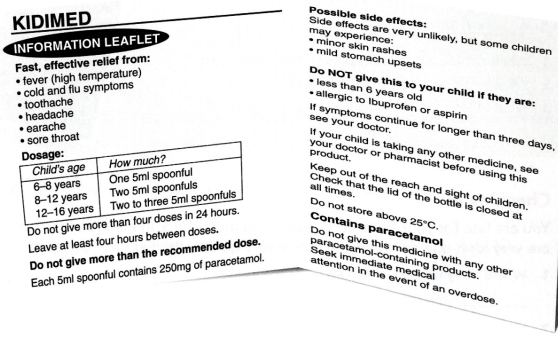 KIDIMED
INFORMATION LEAFLET
Fast, effective relief from:
• fever (high temperature)
• cold and flu symptoms
• toothache
• headache
• earache
• sore throat
Dosage:
Child's age How much?
6–8 years One 5ml spoonful
8–12 years Two 5ml spoonfuls
12–16 years Two to three 5ml spoonfuls
Do not give more than four doses in 24 hours.
Leave at least four hours between doses.
Do not give more than the recommended dose.
Each 5ml spoonful contains 250mg of paracetamol.
Possible side effects:
Side effects are very unlikely, but some children
may experience;
• minor skin rashes
• mild stomach upsets
Do NOT give this to your child if they are:
• less than 6 years old
• allergic to Ibuprofen or aspirin
If symptoms continue for longer than three days,
see your doctor.
If your child is taking any other medicine, see
your doctor or pharmacist before using this
product.
Keep out of the reach and sight of children.
Check that the lid of the bottle is closed at
all times.
Do not store above 25°C.
Contains paracetamol
Do not give this medicine with any other
paracetamol-containing products.
Seek immediate medical
attention in the event of an overdose.